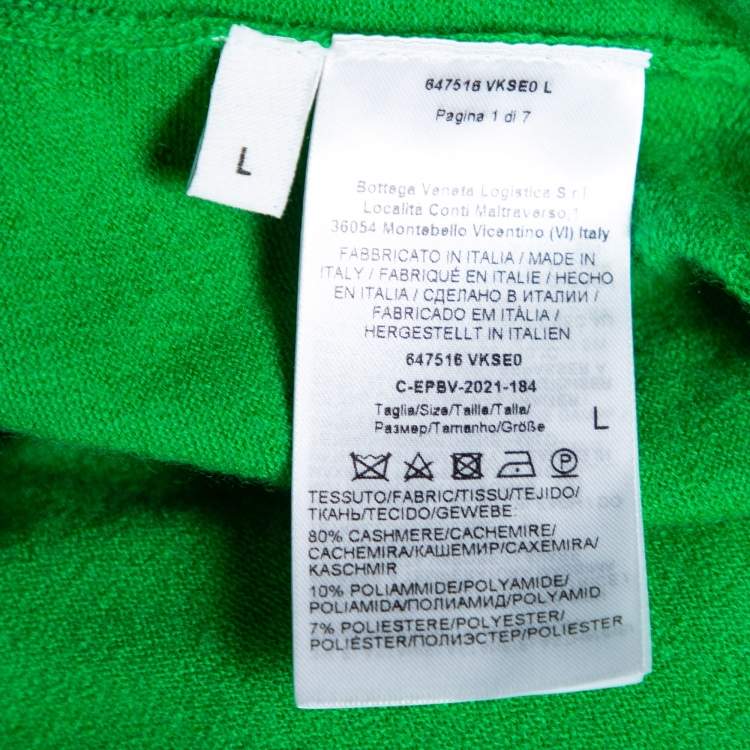 L
647516 VKSE0 L
Pagina 1 di 7
Bottega Veneta Logistica S.r.l.
Localita Conti Maltraverso,1
36054 Montebello Vicentino (VI) Italy
FABBRICATO IN ITALIA / MADE IN
ITALY / FABRIQUÉ EN ITALIE / HECHO
EN ITALIA / СДЕЛАНО В ИТАЛИИ /
FABRICADO EM ITÀLIA /
HERGESTELLT IN ITALIEN
647516 VKSE0
C-EPBV-2021-184
Taglia/Size/Taille/Talla/
Размер/Tamanho/Größe L
P
TESSUTO/FABRIC/TISSU/TEJIDO/
ТКАНЬ/TECIDO/GEWEBE:
80% CASHMERE/CACHEMIRE/
CACHEMIRA/КАШЕМИР/CAXEMIRA/
KASCHMIR
10% POLIAMMIDE/POLYAMIDE/
POLIAMIDA/ПОЛИАМИД/POLYAMID
7% POLIESTERE/POLYESTER/
POLIÉSTER/ПОЛИЭСТЕР/POLIESTER